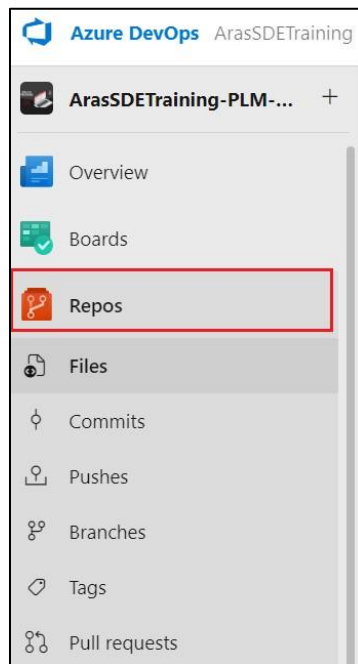 Azure DevOps ArasSDETraining
ArasSDETraining-PLM-... +
Overview
Boards
Repos
Files
Commits
Pushes
Branches
Tags
Pull requests